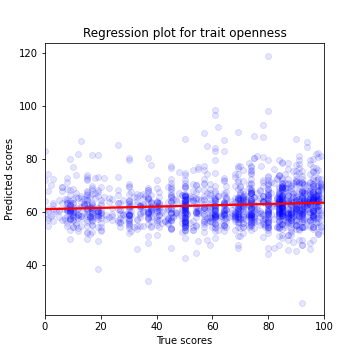 Regression plot for trait openness
120
100
80
60
40
Predicted scores
0 20 40 60 80 100
True scores